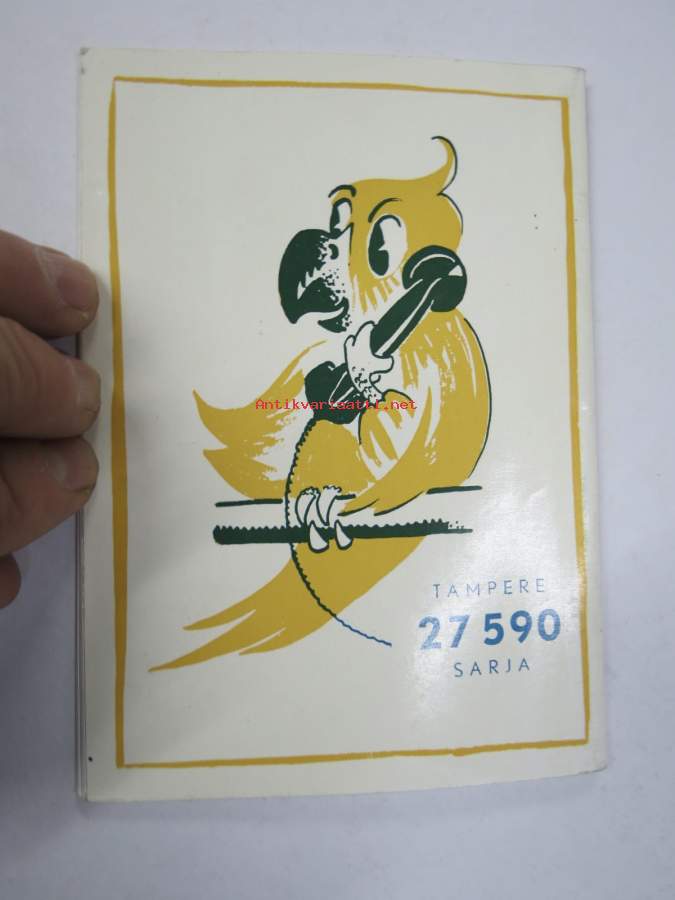 Antikvariaatti.net
TAMPERE
27 590
SARJA